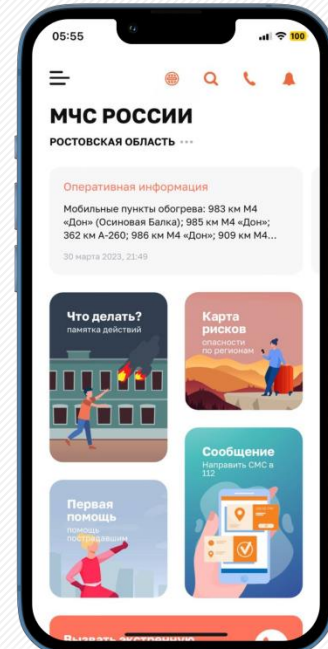 05:55
100
МЧС РОССИИ
РОСТОВСКАЯ ОБЛАСТЬ ···
Оперативная информация
Мобильные пункты обогрева: 983 км М4
«Дон» (Осиновая Балка); 985 км М4 «Дон»;
362 км А-260; 986 км М4 «Дон»; 909 км М4...
30 марта 2023, 21:49
Что делать?
памятка действий
Карта
рисков
опасности
по регионам
Первая
помощь
помощь
пострадавшим
Сообщение
Направить СМС в
112
Вызвать экстренную